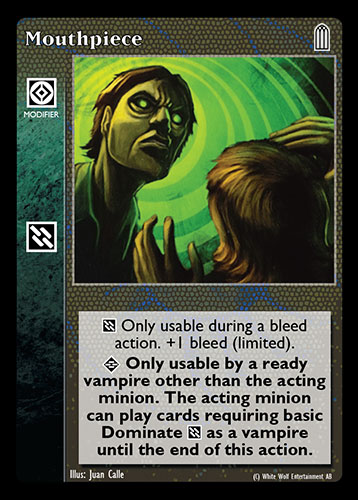 Mouthpiece
MODIFIER
Only usable during a bleed
action. +1 bleed (limited).
Only usable by a ready
vampire other than the acting
minion. The acting minion
can play cards requiring basic
Dominate as a vampire
until the end of this action.
Illus: Juan Calle
(C) White Wolf Entertainment AB